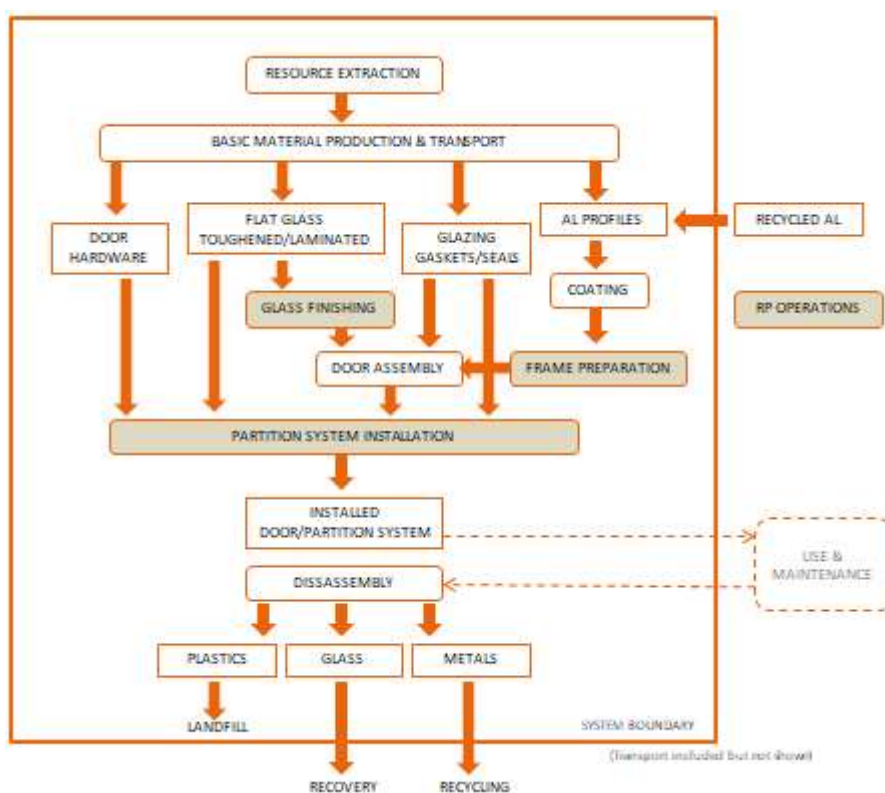 RESOURCE EXTRACTION
BASIC MATERIAL PRODUCTION & TRANSPORT
DOOR
HARDWARE
FLAT GLASS
TOUGHENED/LAMINATED
GLAZING
GASKETS/SEALS
AL PROFILES
RECYCLED AL
COATING
GLASS FINISHING
RP OPERATIONS
DOOR ASSEMBLY
FRAME PREPARATION
PARTITION SYSTEM INSTALLATION
INSTALLED
DOOR/PARTITION SYSTEM
USE &
MAINTENANCE
DISSASSEMBLY
PLASTICS
GLASS
METALS
LANDFILL
SYSTEM BOUNDARY
(Transport included but not shown)
RECOVERY
RECYCLING